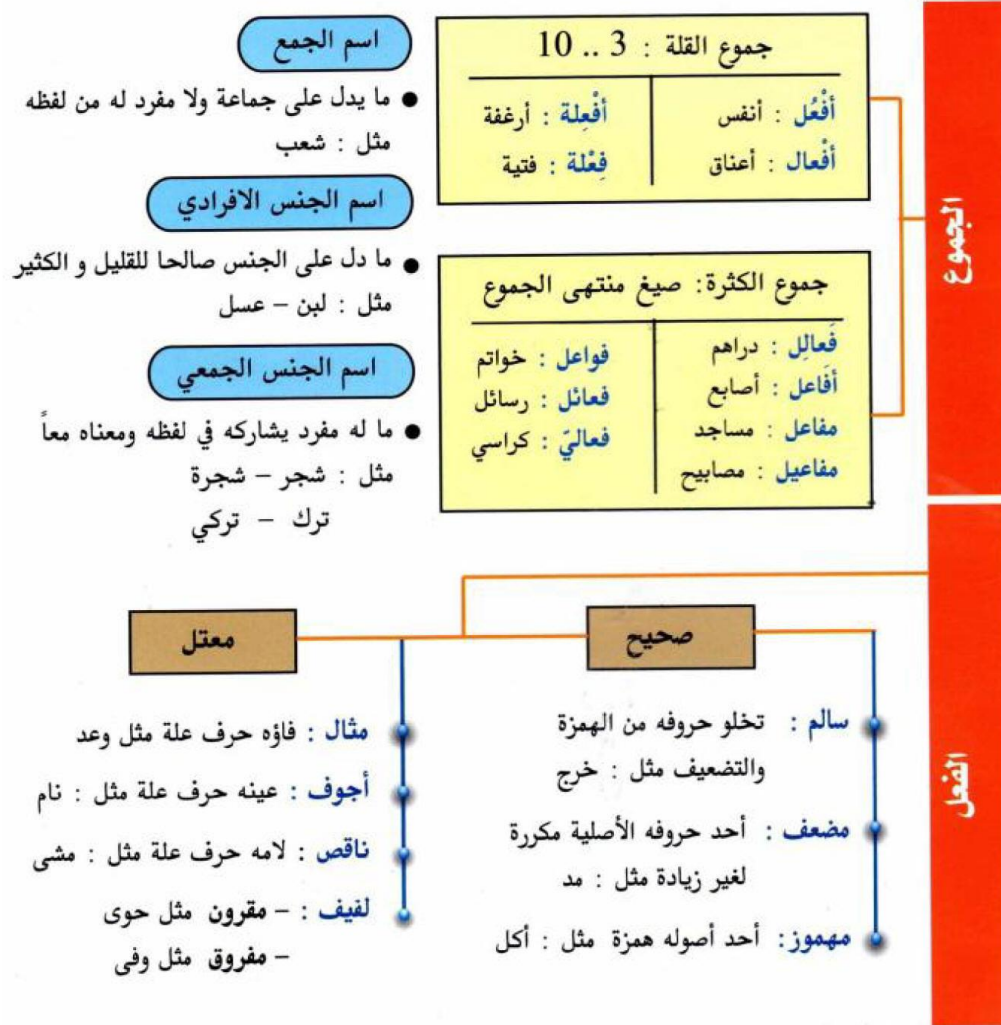 الجموع
جموع القلة : 3 .. 10
أفْعُل : أنفس
أفْعال : أعناق
أفْعِلة : أرغفة
فِعْلة : فتية
جموع الكثرة: صيغ منتهى الجموع
فَعالِل : دراهم
أفَاعل : أصابع
مفاعل : مساجد
مفاعيل : مصابيح
فواعل : خواتم
فعائل : رسائل
فعاليّ : كراسي
اسم الجمع
● ما يدل على جماعة ولا مفرد له من لفظه
مثل : شعب
اسم الجنس الافرادي
● ما دل على الجنس صالحا للقليل و الكثير
مثل : لبن – عسل
اسم الجنس الجمعي
● ما له مفرد يشاركه في لفظه ومعناه معاً
مثل : شجر – شجرة
ترك – تركي
الفعل
صحيح
سالم : تخلو حروفه من الهمزة
والتضعيف مثل : خرج
مضعف : أحد حروفه الأصلية مكررة
لغير زيادة مثل : مد
مهموز: أحد أصوله همزة مثل : أكل
معتل
مثال : فاؤه حرف علة مثل وعد
أجوف : عينه حرف علة مثل : نام
ناقص : لامه حرف علة مثل : مشى
لفيف : – مقرون مثل حوى
– مفروق مثل وفى